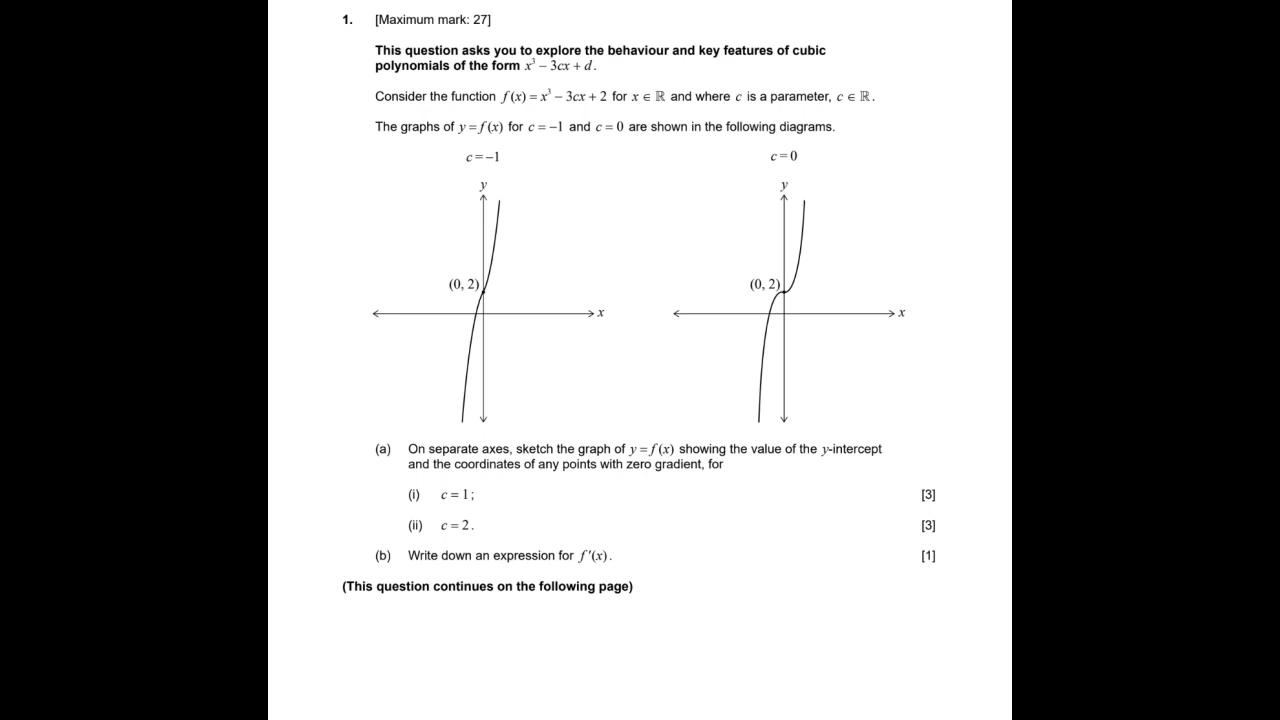 1. [Maximum mark: 27]
This question asks you to explore the behaviour and key features of cubic
polynomials of the form x³ − 3cx + d.
Consider the function f(x) = x³ − 3cx + 2 for x ∈ ℝ and where c is a parameter, c ∈ ℝ.
The graphs of y = f(x) for c = −1 and c = 0 are shown in the following diagrams.
c = −1
c = 0
y
y
(0, 2)
(0, 2)
x
x
(a) On separate axes, sketch the graph of y = f(x) showing the value of the y-intercept
and the coordinates of any points with zero gradient, for
(i) c = 1; [3]
(ii) c = 2. [3]
(b) Write down an expression for f′(x). [1]
(This question continues on the following page)